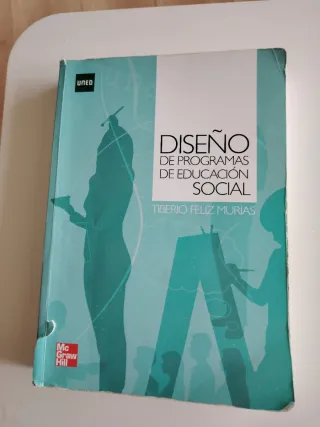 UNED
DISEÑO
DE PROGRAMAS
DE EDUCACIÓN
SOCIAL
TIBERIO FELIZ MURIAS
Mc
Graw
Hill